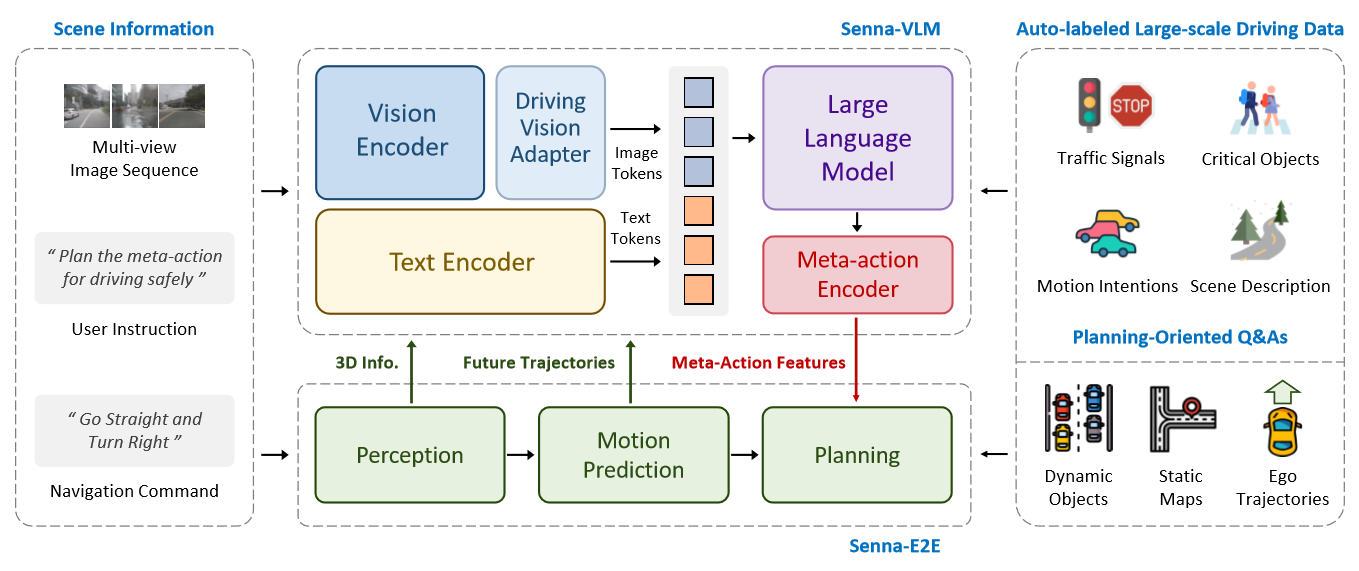 Scene Information
Multi-view
Image Sequence
“ Plan the meta-action
for driving safely ”
User Instruction
“ Go Straight and
Turn Right ”
Navigation Command
Senna-VLM
Vision
Encoder
Driving
Vision
Adapter
Image
Tokens
Text
Tokens
Text Encoder
Large
Language
Model
Meta-action
Encoder
3D Info.
Future Trajectories
Meta-Action Features
Perception
Motion
Prediction
Planning
Senna-E2E
Auto-labeled Large-scale Driving Data
STOP
Traffic Signals
Critical Objects
Motion Intentions
Scene Description
Planning-Oriented Q&As
Dynamic
Objects
Static
Maps
Ego
Trajectories